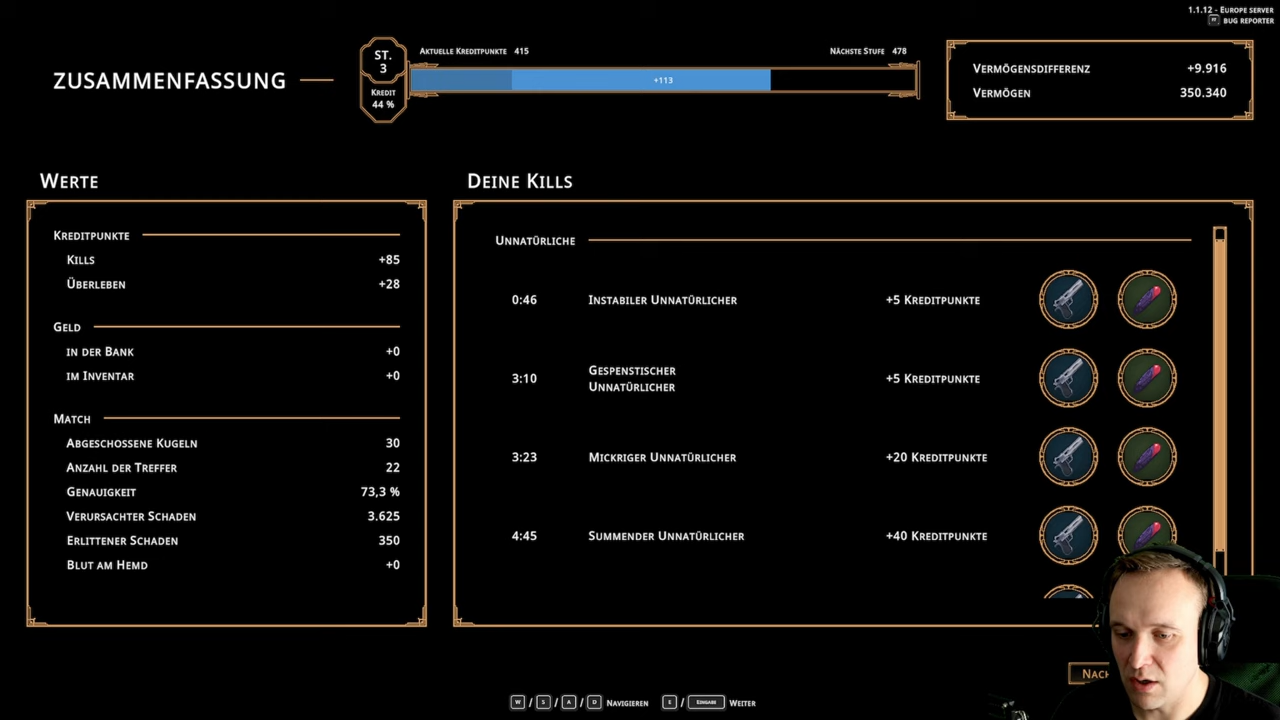 1.1.12 - Europe server
BUG REPORTER
ZUSAMMENFASSUNG
ST. 3
KREDIT
44 %
AKTUELLE KREDITPUNKTE 415
NÄCHSTE STUFE 478
+113
VERMÖGENSDIFFERENZ +9.916
VERMÖGEN 350.340
WERTE
KREDITPUNKTE
KILLS +85
ÜBERLEBEN +28
GELD
IN DER BANK +0
IM INVENTAR +0
MATCH
ABGESCHOSSENE KUGELN 30
ANZAHL DER TREFFER 22
GENAUIGKEIT 73,3 %
VERURSACHTER SCHADEN 3.625
ERLITTENER SCHADEN 350
BLUT AM HEMD +0
DEINE KILLS
UNNATÜRLICHE
0:46 INSTABILER UNNATÜRLICHER +5 KREDITPUNKTE
3:10 GESPENSTISCHER UNNATÜRLICHER +5 KREDITPUNKTE
3:23 MICKRIGER UNNATÜRLICHER +20 KREDITPUNKTE
4:45 SUMMENDER UNNATÜRLICHER +40 KREDITPUNKTE
W / S / A / D NAVIGIEREN E / EINGABE WEITER